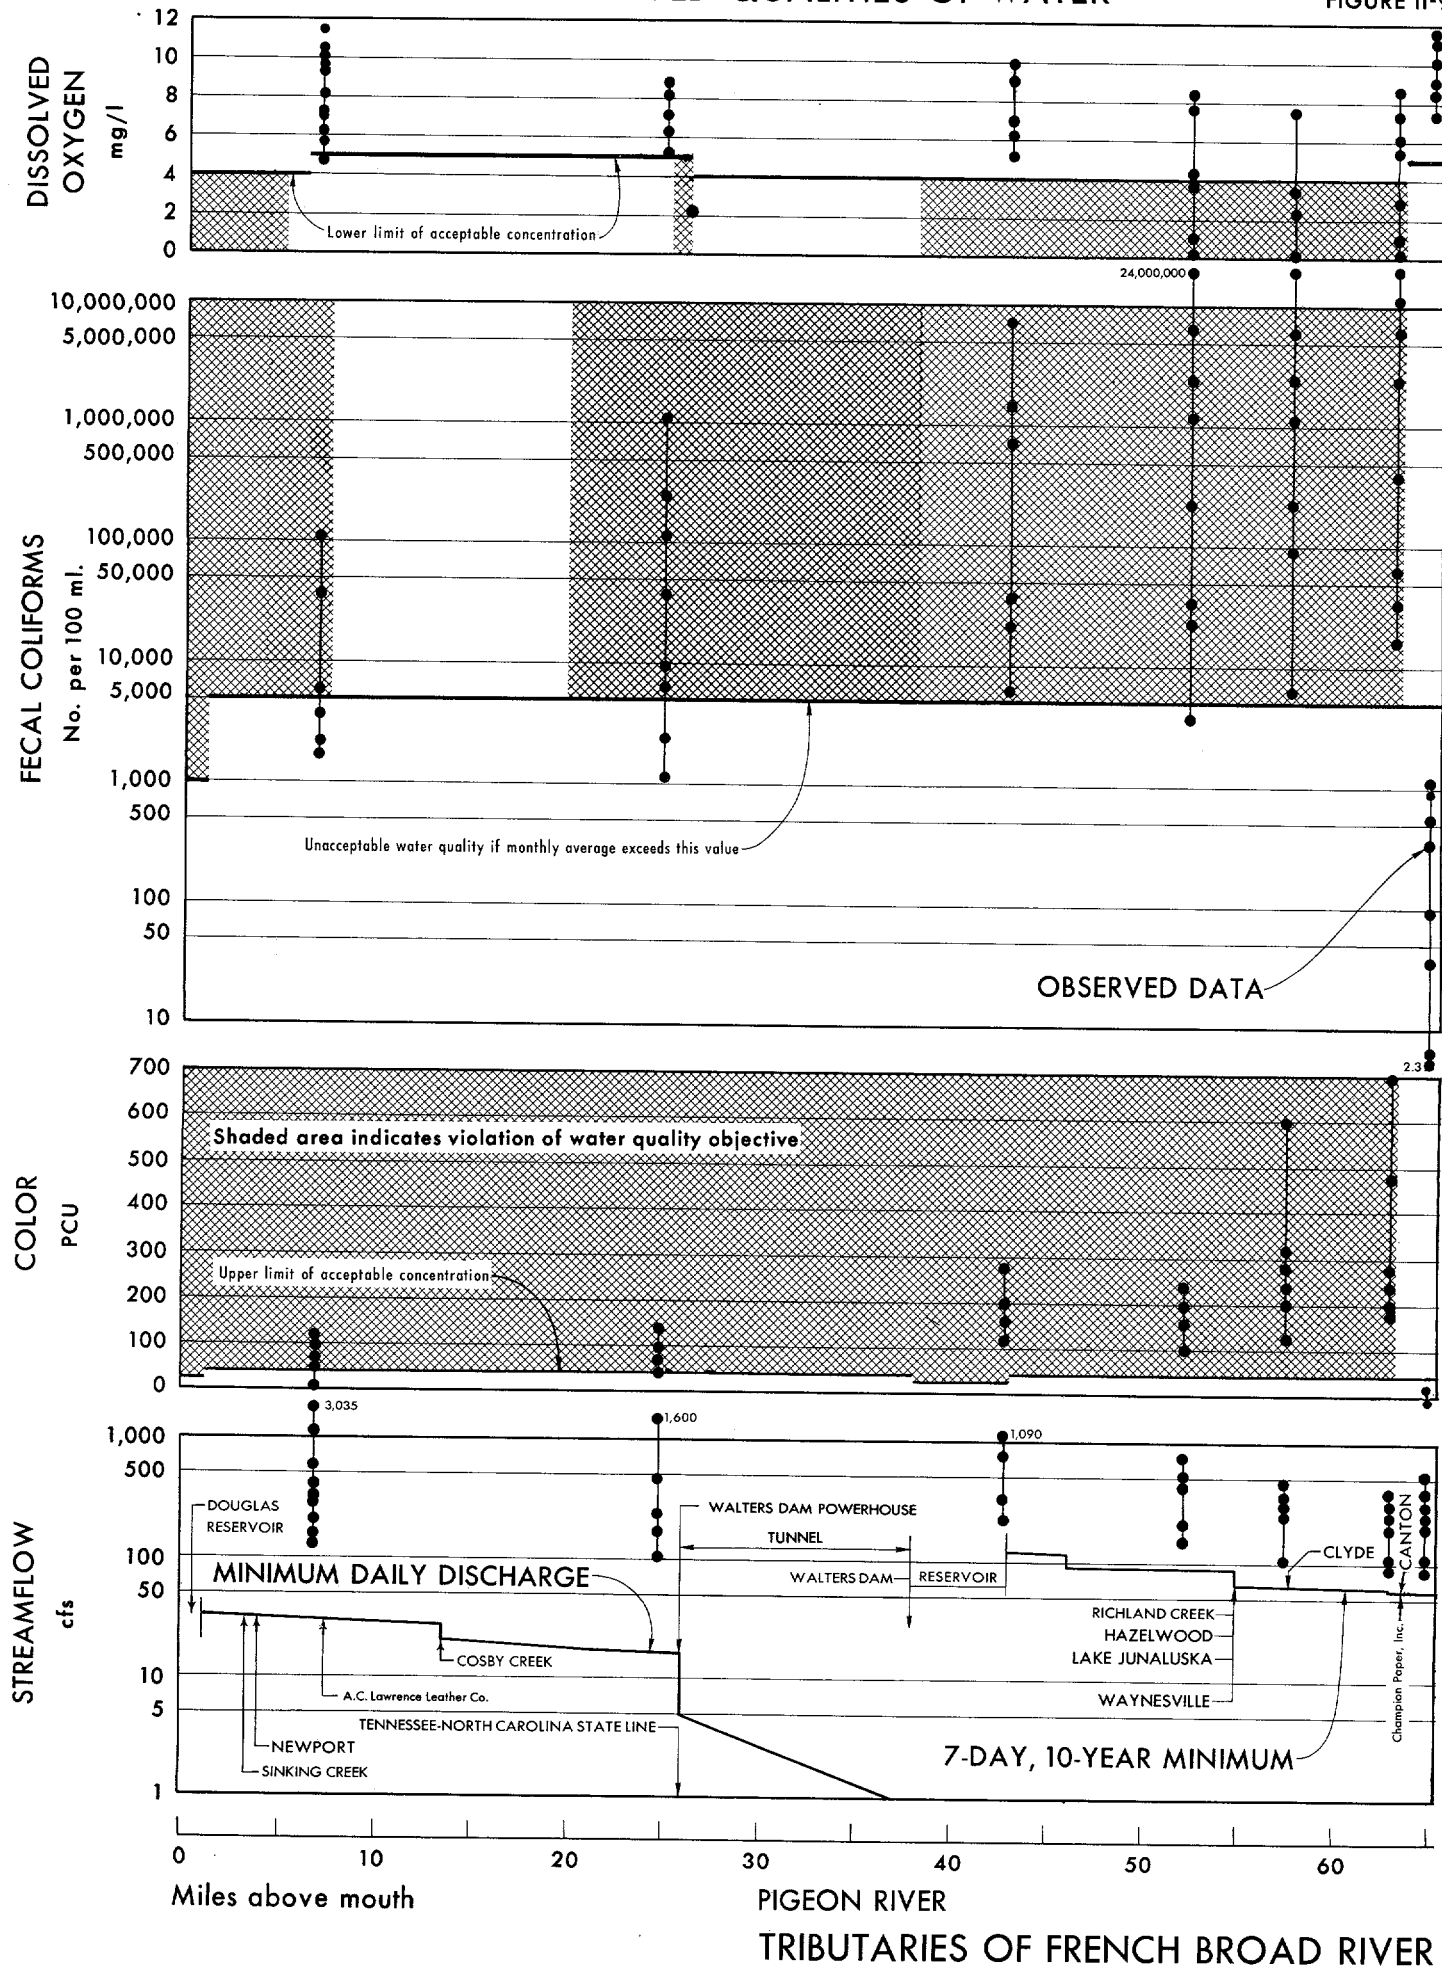 QUALITIES OF WATER
FIGURE II-
DISSOLVED
OXYGEN
mg/l
12
10
8
6
4
2
0
Lower limit of acceptable concentration
24,000,000
FECAL COLIFORMS
No. per 100 ml.
10,000,000
5,000,000
1,000,000
500,000
100,000
50,000
10,000
5,000
1,000
500
100
50
10
Unacceptable water quality if monthly average exceeds this value
OBSERVED DATA
2.3
COLOR
PCU
700
600
500
400
300
200
100
0
Shaded area indicates violation of water quality objective
Upper limit of acceptable concentration
STREAMFLOW
cfs
1,000
500
100
50
10
5
1
3,035
1,600
1,090
DOUGLAS
RESERVOIR
WALTERS DAM POWERHOUSE
TUNNEL
WALTERS DAM
RESERVOIR
MINIMUM DAILY DISCHARGE
CLYDE
CANTON
RICHLAND CREEK
HAZELWOOD
LAKE JUNALUSKA
WAYNESVILLE
Champion Paper, Inc.
COSBY CREEK
A.C. Lawrence Leather Co.
TENNESSEE-NORTH CAROLINA STATE LINE
NEWPORT
SINKING CREEK
7-DAY, 10-YEAR MINIMUM
0
10
20
30
40
50
60
Miles above mouth
PIGEON RIVER
TRIBUTARIES OF FRENCH BROAD RIVER